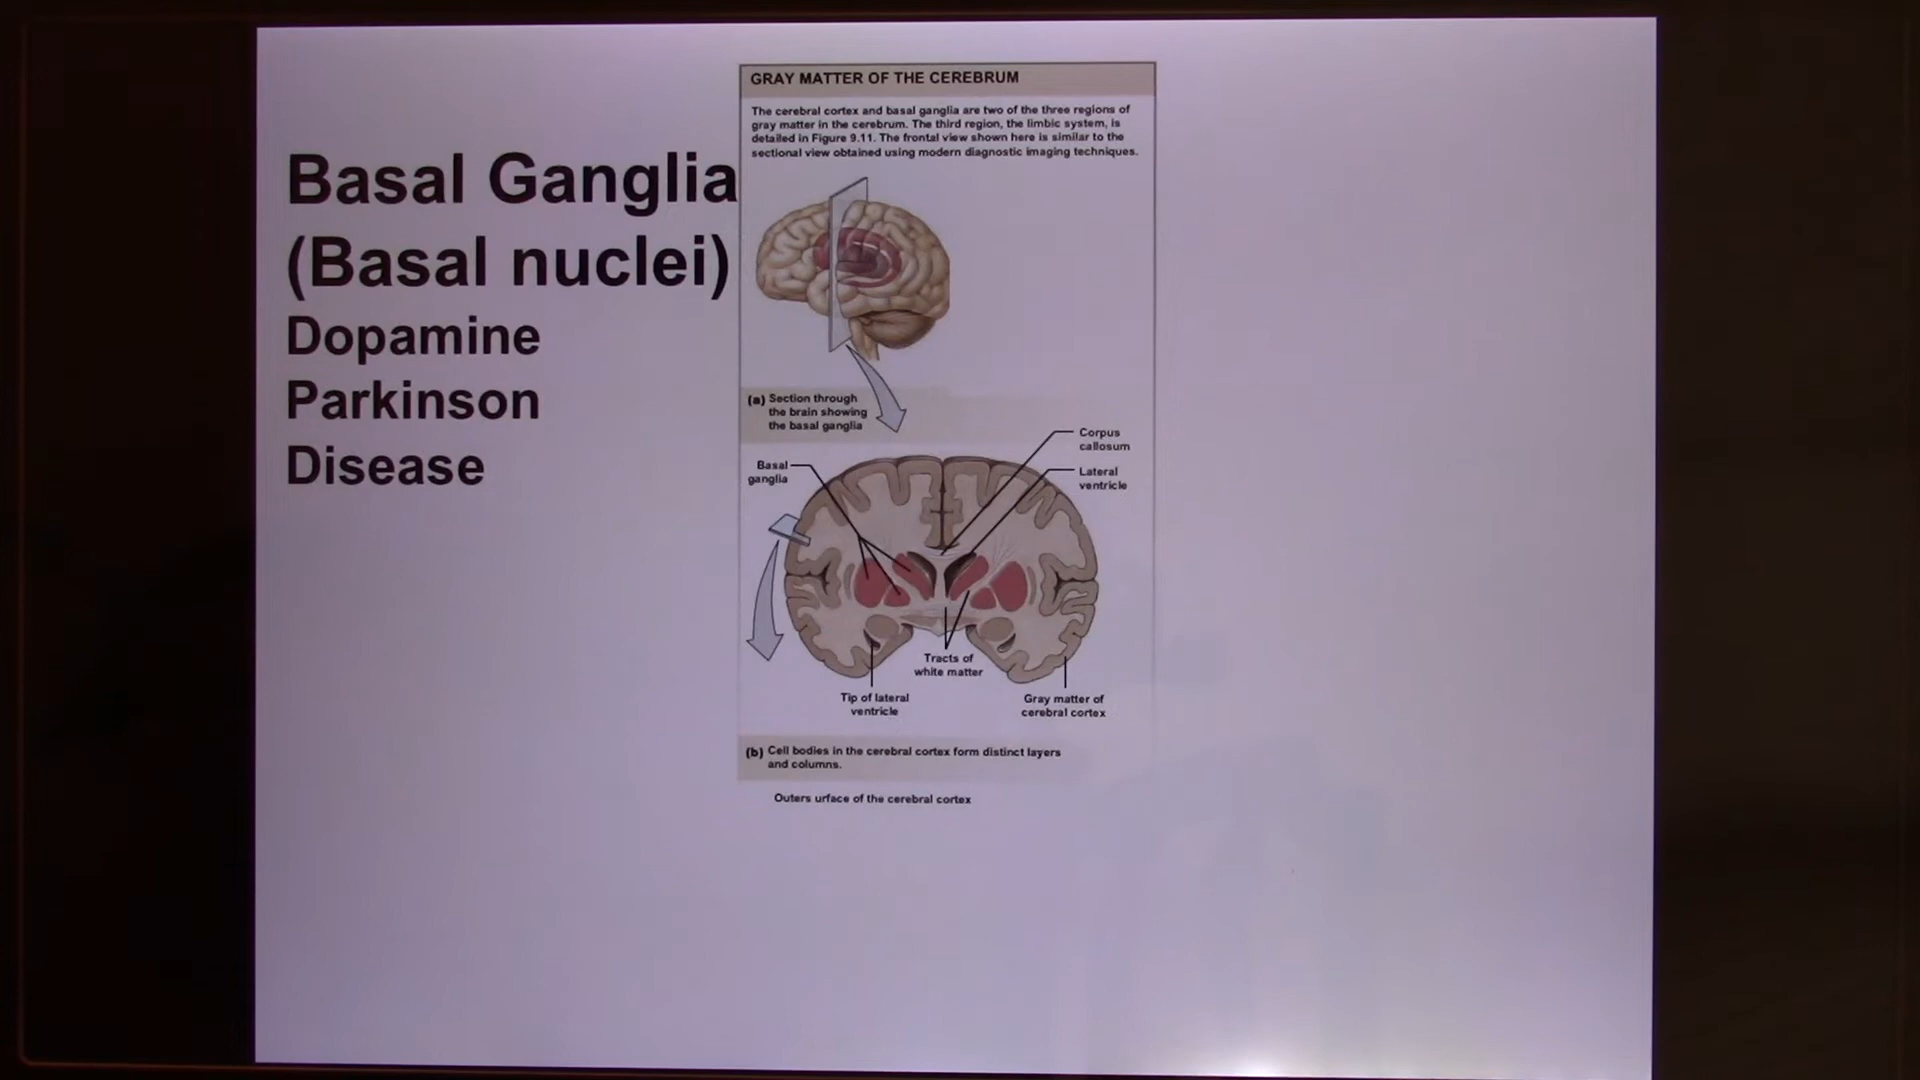 Basal Ganglia
(Basal nuclei)
Dopamine
Parkinson
Disease
GRAY MATTER OF THE CEREBRUM
The cerebral cortex and basal ganglia are two of the three regions of
gray matter in the cerebrum. The third region, the limbic system, is
detailed in Figure 9.11. The frontal view shown here is similar to the
sectional view obtained using modern diagnostic imaging techniques.
(a) Section through
the brain showing
the basal ganglia
Corpus
callosum
Basal
ganglia
Lateral
ventricle
Tracts of
white matter
Tip of lateral
ventricle
Gray matter of
cerebral cortex
(b) Cell bodies in the cerebral cortex form distinct layers
and columns.
Outers urface of the cerebral cortex